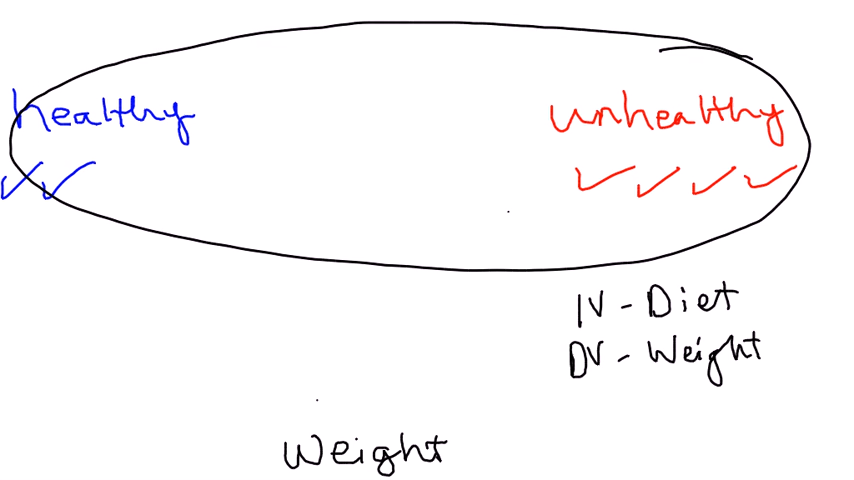 healthy unhealthy
✓✓ ✓✓✓✓
IV - Diet
DV - Weight
Weight